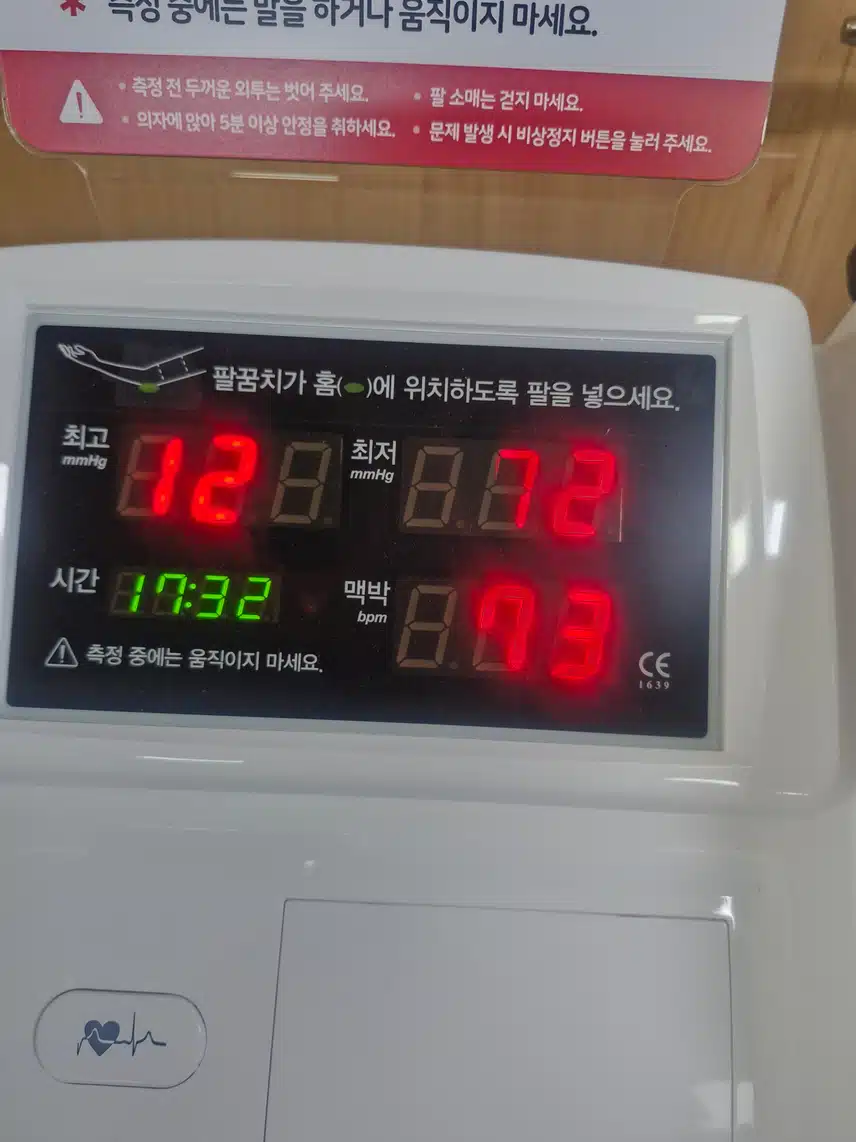 * 측정 중에는 말을 하거나 움직이지 마세요.
• 측정 전 두꺼운 외투는 벗어 주세요.
• 팔 소매는 걷지 마세요.
• 의자에 앉아 5분 이상 안정을 취하세요.
• 문제 발생 시 비상정지 버튼을 눌러 주세요.
팔꿈치가 홈()에 위치하도록 팔을 넣으세요.
최고
mmHg
12
최저
mmHg
72
시간
17:32
맥박
bpm
73
측정 중에는 움직이지 마세요.
CE
1639